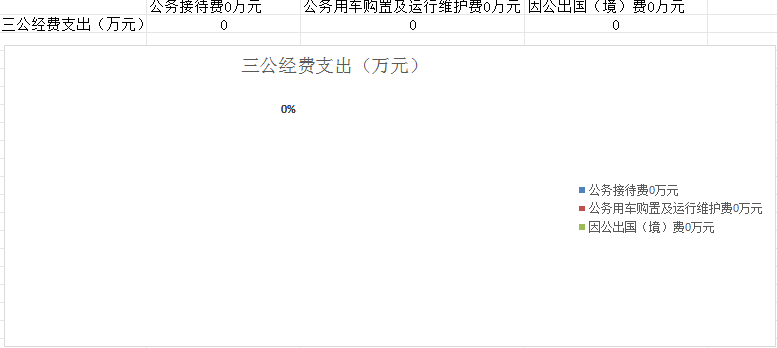 公务接待费0万元 公务用车购置及运行维护费0万元 因公出国（境）费0万元
三公经费支出（万元） 0 0 0
三公经费支出（万元）
0%
公务接待费0万元
公务用车购置及运行维护费0万元
因公出国（境）费0万元